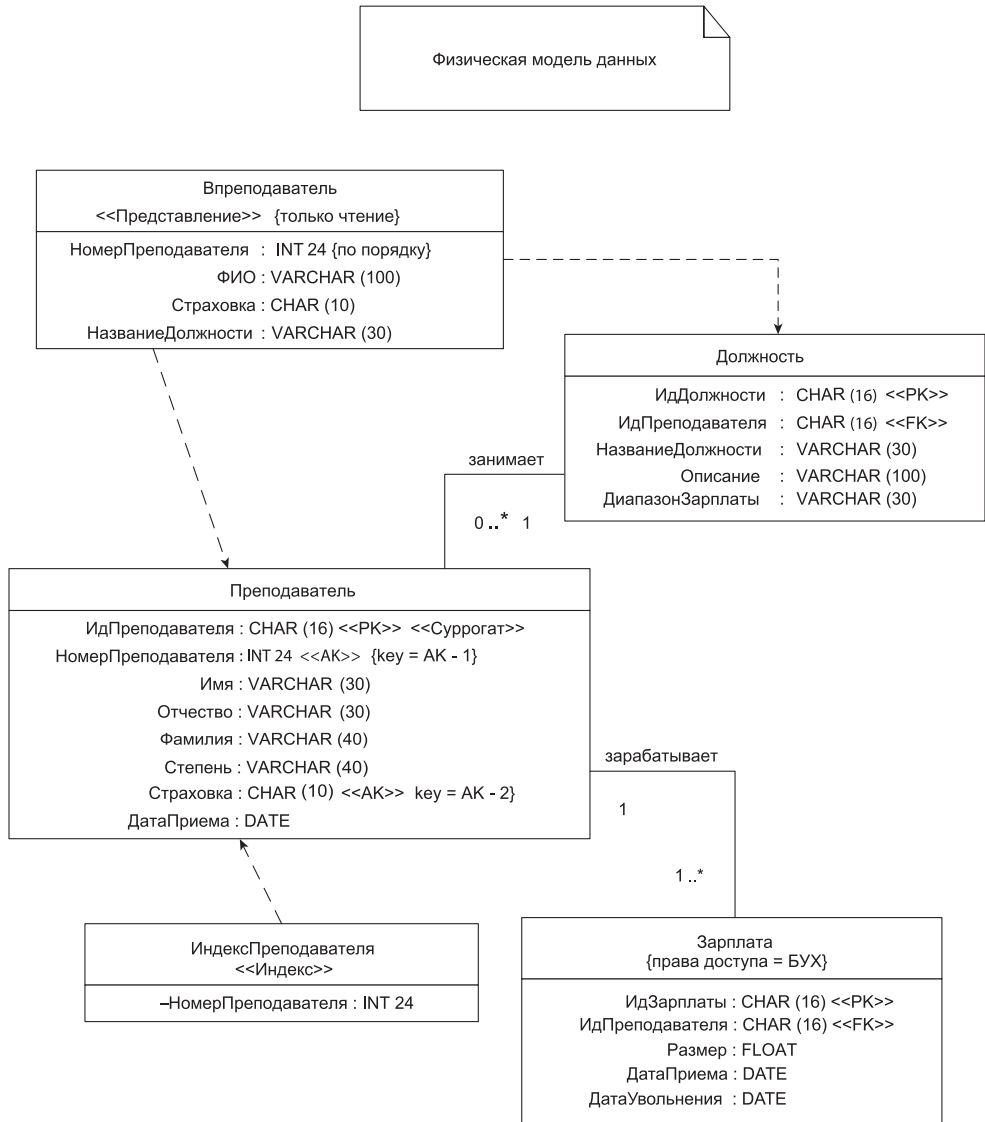 Физическая модель данных
Впреподаватель
<<Представление>> {только чтение}
НомерПреподавателя : INT 24 {по порядку}
ФИО : VARCHAR (100)
Страховка : CHAR (10)
НазваниеДолжности : VARCHAR (30)
Должность
ИдДолжности : CHAR (16) <<PK>>
ИдПреподавателя : CHAR (16) <<FK>>
НазваниеДолжности : VARCHAR (30)
Описание : VARCHAR (100)
ДиапазонЗарплаты : VARCHAR (30)
занимает
0 ..* 1
Преподаватель
ИдПреподавателя : CHAR (16) <<PK>> <<Суррогат>>
НомерПреподавателя : INT 24 <<AK>> {key = AK - 1}
Имя : VARCHAR (30)
Отчество : VARCHAR (30)
Фамилия : VARCHAR (40)
Степень : VARCHAR (40)
Страховка : CHAR (10) <<AK>> key = AK - 2}
ДатаПриема : DATE
зарабатывает
1
1 ..*
ИндексПреподавателя
<<Индекс>>
–НомерПреподавателя : INT 24
Зарплата
{права доступа = БУХ}
ИдЗарплаты : CHAR (16) <<PK>>
ИдПреподавателя : CHAR (16) <<FK>>
Размер : FLOAT
ДатаПриема : DATE
ДатаУвольнения : DATE